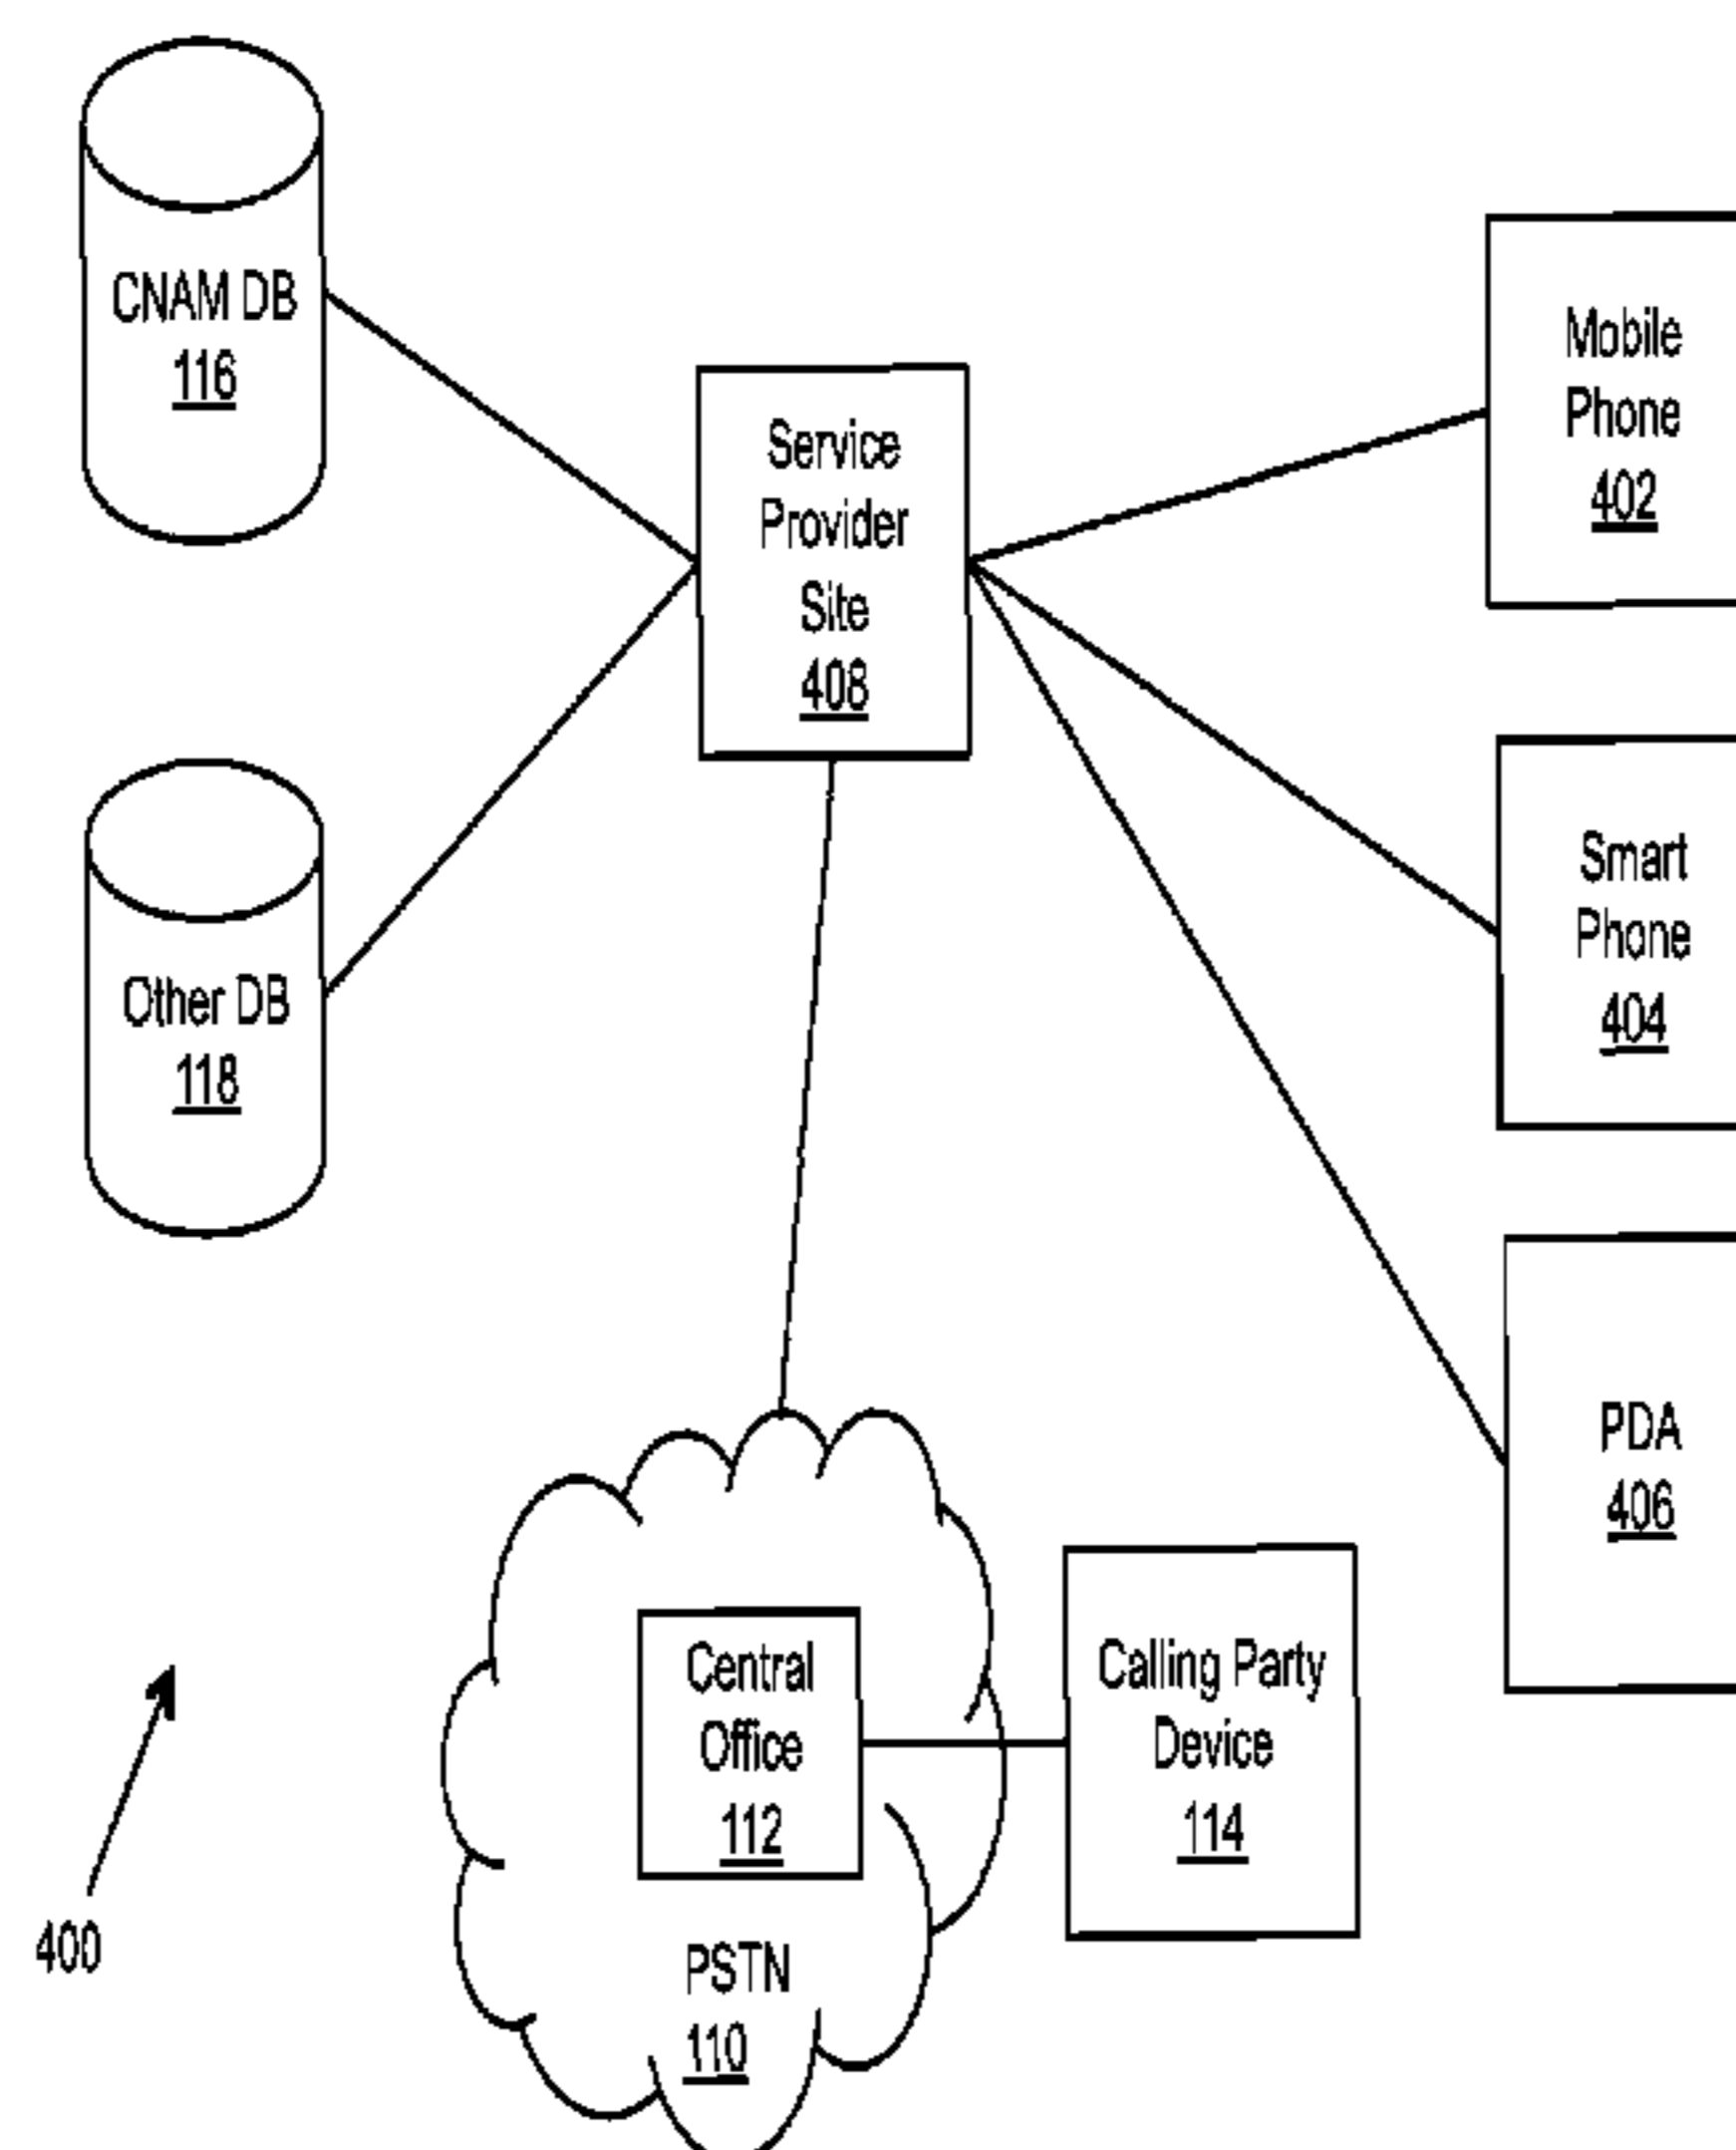 CNAM DB
116
Service
Provider
Site
408
Mobile
Phone
402
Smart
Phone
404
Other DB
118
PDA
406
Central
Office
112
Calling Party
Device
114
PSTN
110
400